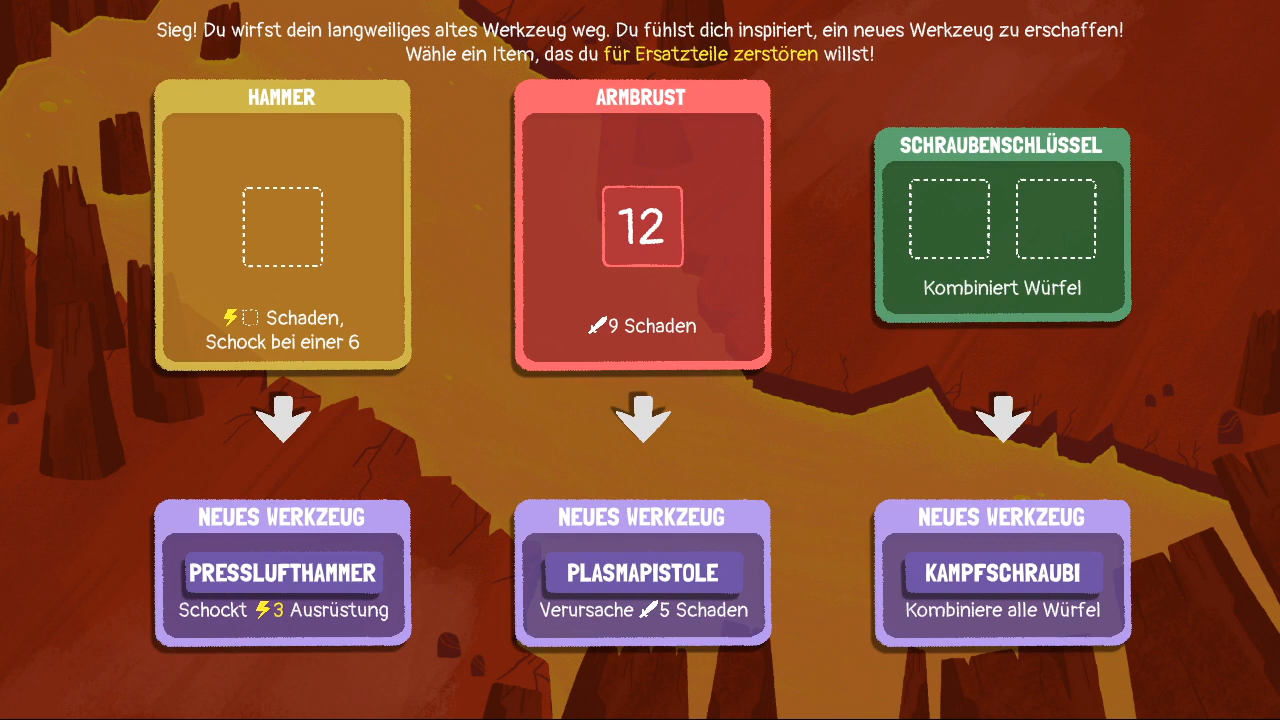 Sieg! Du wirfst dein langweiliges altes Werkzeug weg. Du fühlst dich inspiriert, ein neues Werkzeug zu erschaffen!
Wähle ein Item, das du für Ersatzteile zerstören willst!
HAMMER
Schaden,
Schock bei einer 6
ARMBRUST
12
9 Schaden
SCHRAUBENSCHLÜSSEL
Kombiniert Würfel
NEUES WERKZEUG
PRESSLUFTHAMMER
Schockt 3 Ausrüstung
NEUES WERKZEUG
PLASMAPISTOLE
Verursache 5 Schaden
NEUES WERKZEUG
KAMPFSCHRAUBI
Kombiniere alle Würfel